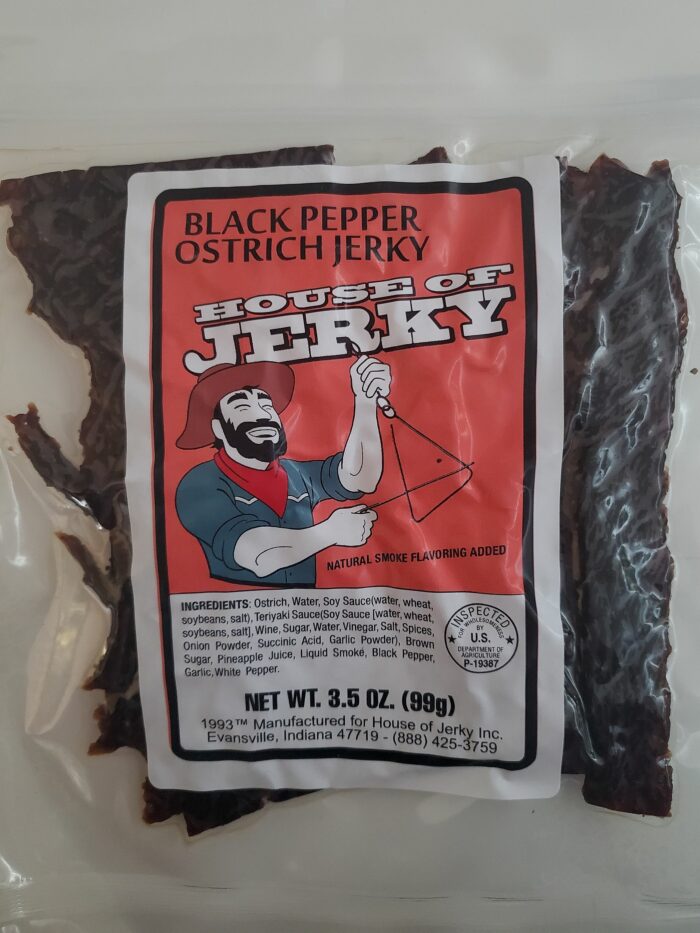 BLACK PEPPER
OSTRICH JERKY
HOUSE OF
JERKY
NATURAL SMOKE FLAVORING ADDED
INGREDIENTS: Ostrich, Water, Soy Sauce(water, wheat,
soybeans, salt), Teriyaki Sauce(Soy Sauce [water, wheat,
soybeans, salt], Wine, Sugar, Water, Vinegar, Salt, Spices,
Onion Powder, Succinic Acid, Garlic Powder), Brown
Sugar, Pineapple Juice, Liquid Smoke, Black Pepper,
Garlic, White Pepper.
INSPECTED
FOR WHOLESOMENESS
BY
U.S.
DEPARTMENT OF
AGRICULTURE
P-19387
NET WT. 3.5 OZ. (99g)
1993™ Manufactured for House of Jerky Inc.
Evansville, Indiana 47719 - (888) 425-3759